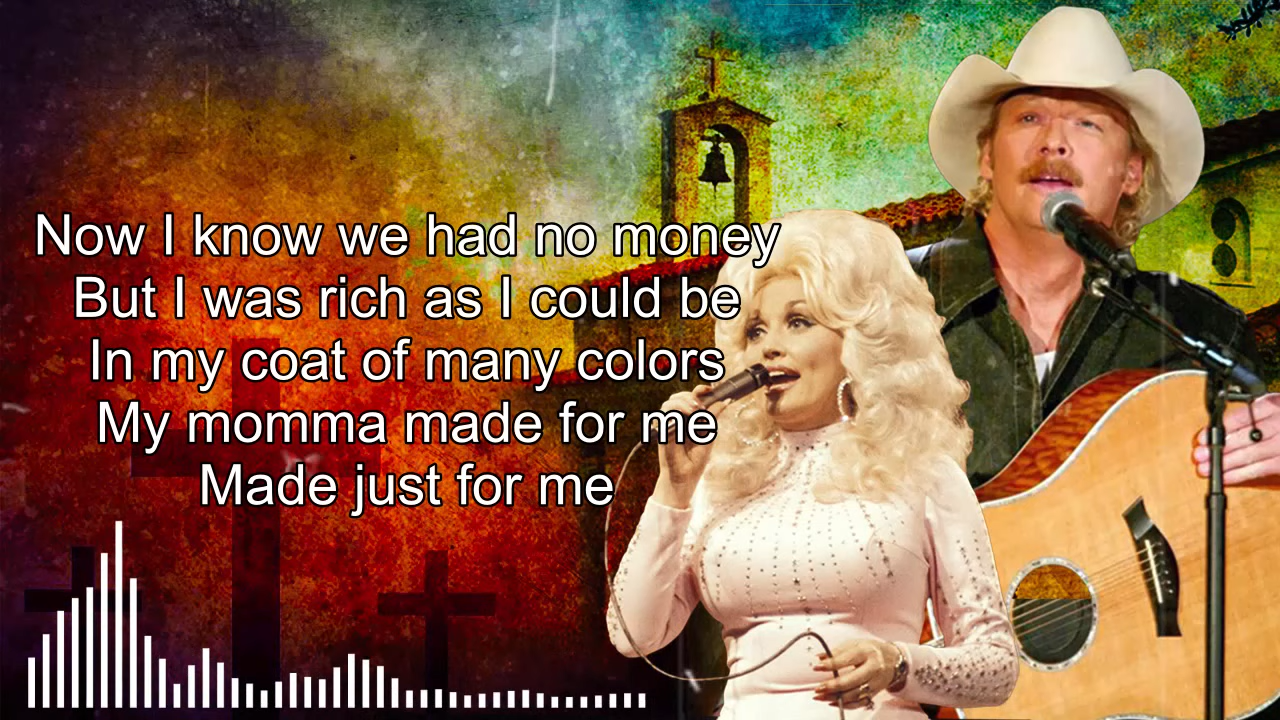 Now I know we had no money
But I was rich as I could be
In my coat of many colors
My momma made for me
Made just for me